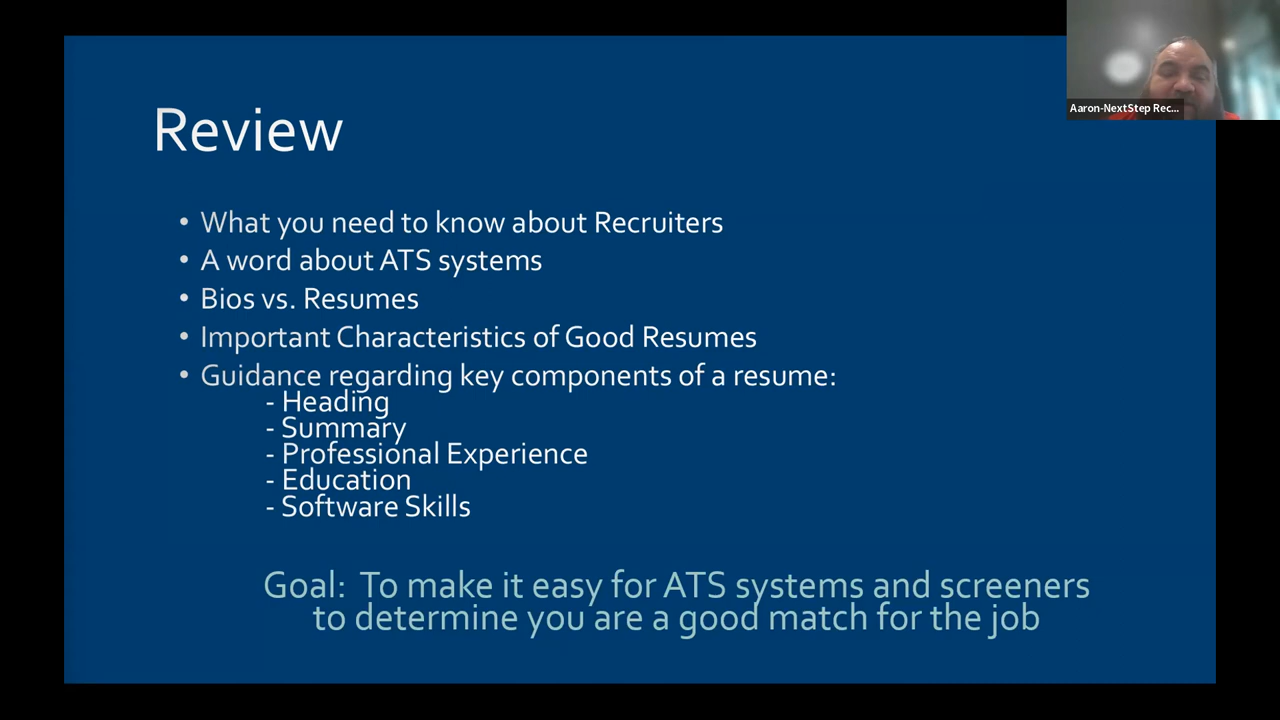 Review
• What you need to know about Recruiters
• A word about ATS systems
• Bios vs. Resumes
• Important Characteristics of Good Resumes
• Guidance regarding key components of a resume:
- Heading
- Summary
- Professional Experience
- Education
- Software Skills
Goal: To make it easy for ATS systems and screeners
to determine you are a good match for the job
Aaron-NextStep Rec...